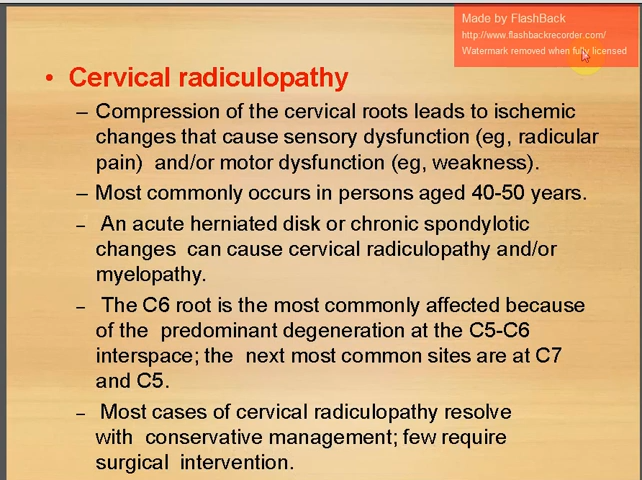 Made by FlashBack
http://www.flashbackrecorder.com/
Watermark removed when fully licensed
• Cervical radiculopathy
– Compression of the cervical roots leads to ischemic
changes that cause sensory dysfunction (eg, radicular
pain) and/or motor dysfunction (eg, weakness).
– Most commonly occurs in persons aged 40-50 years.
– An acute herniated disk or chronic spondylotic
changes can cause cervical radiculopathy and/or
myelopathy.
– The C6 root is the most commonly affected because
of the predominant degeneration at the C5-C6
interspace; the next most common sites are at C7
and C5.
– Most cases of cervical radiculopathy resolve
with conservative management; few require
surgical intervention.